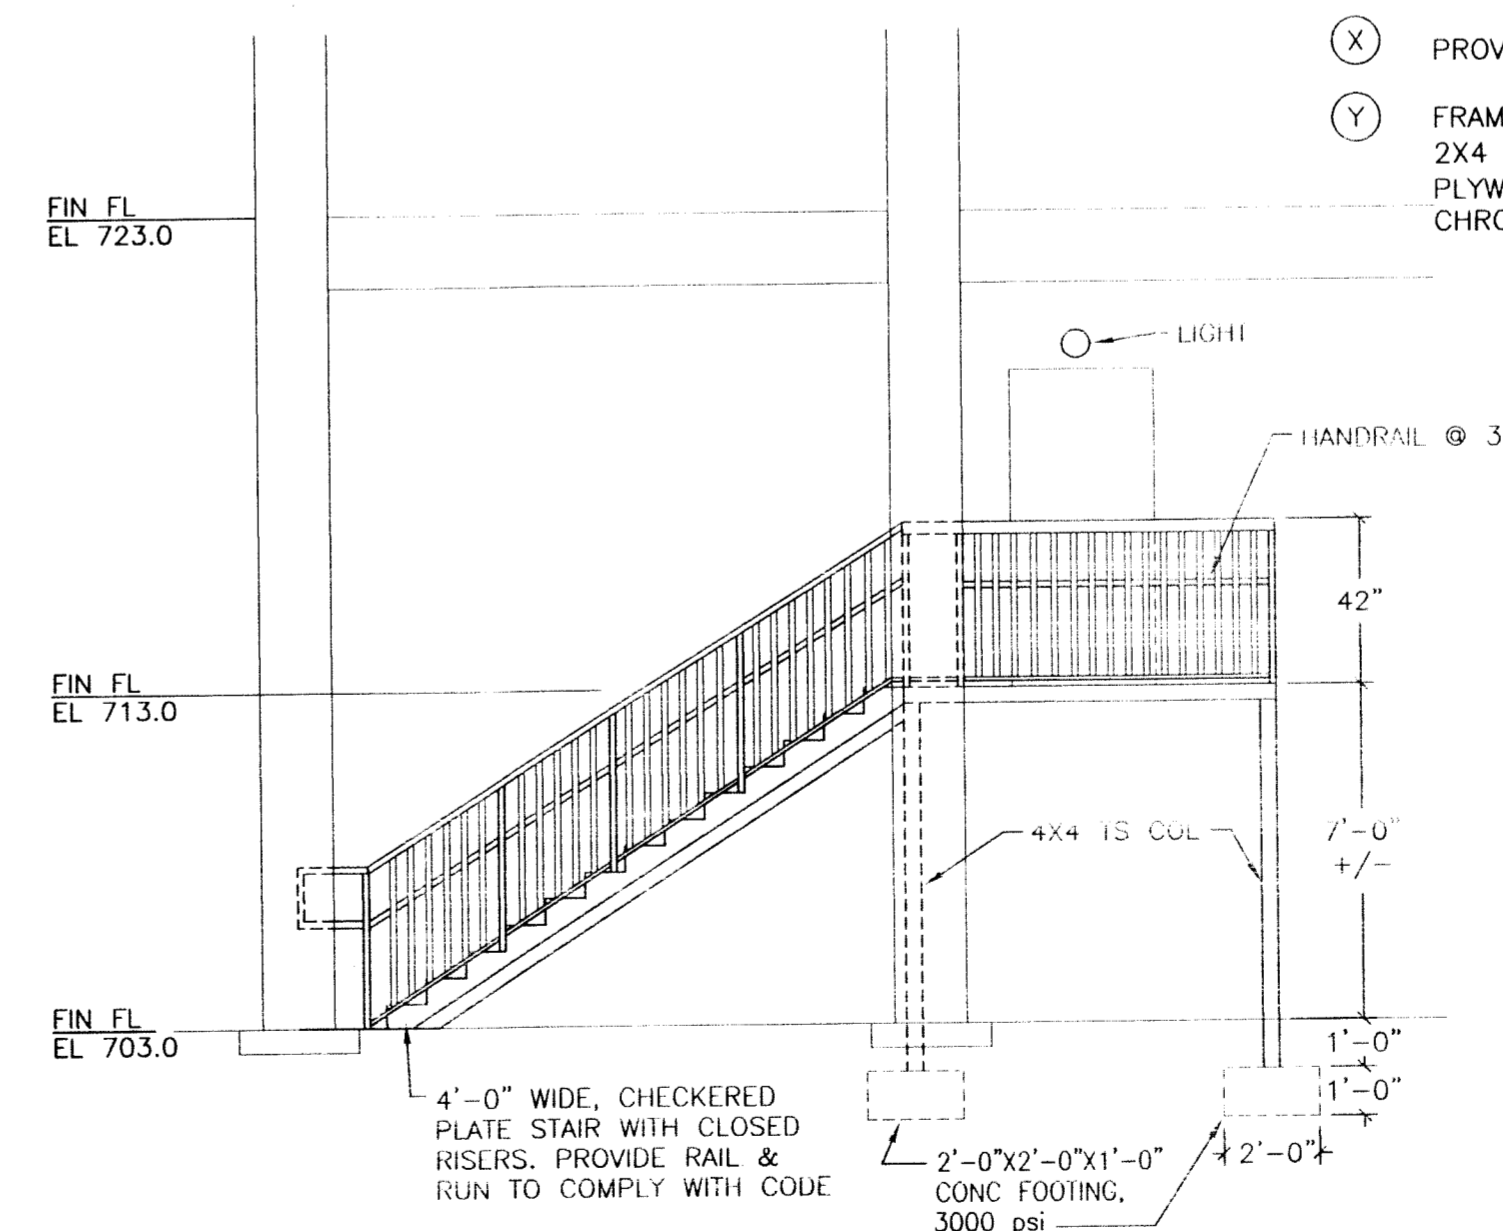 X PROV
Y FRAM
2X4
PLYW
CHRO
FIN FL
EL 723.0
LIGHT
HANDRAIL @ 3
42"
FIN FL
EL 713.0
4X4 TS COL
7'-0"
+/-
FIN FL
EL 703.0
1'-0"
1'-0"
2'-0"
4'-0" WIDE, CHECKERED
PLATE STAIR WITH CLOSED
RISERS. PROVIDE RAIL &
RUN TO COMPLY WITH CODE
2'-0"X2'-0"X1'-0"
CONC FOOTING,
3000 psi